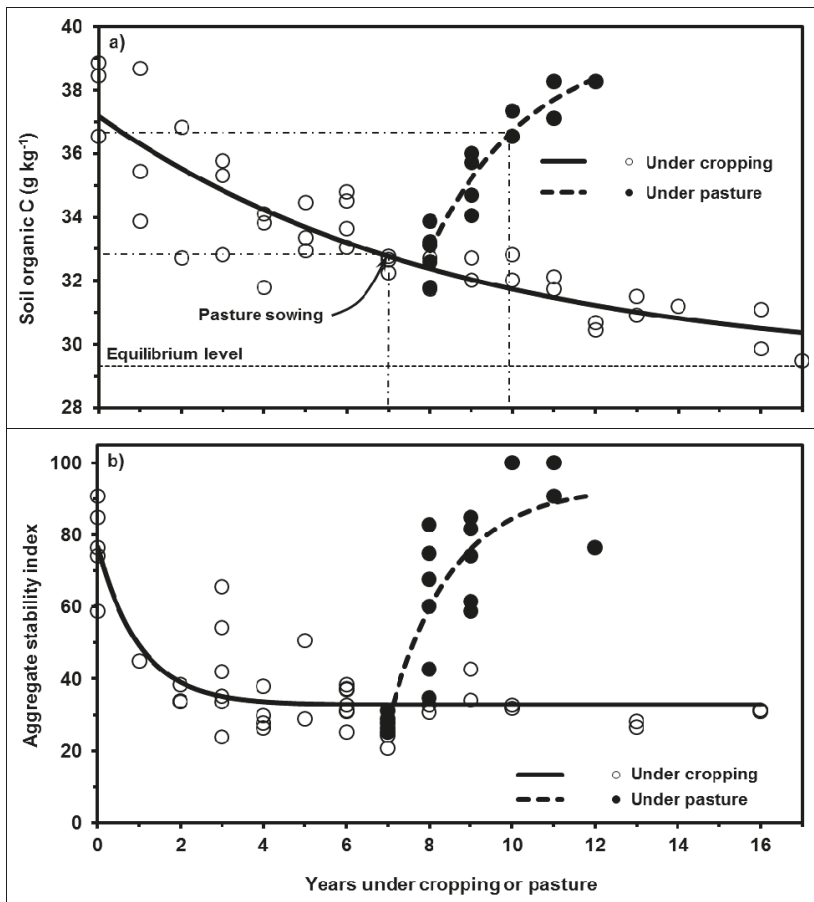 40
a)
38
36
34
32
30
28
Soil organic C (g kg⁻¹)
Under cropping
Under pasture
Pasture sowing
Equilibrium level
100
b)
80
60
40
20
0
Aggregate stability index
Under cropping
Under pasture
0 2 4 6 8 10 12 14 16
Years under cropping or pasture